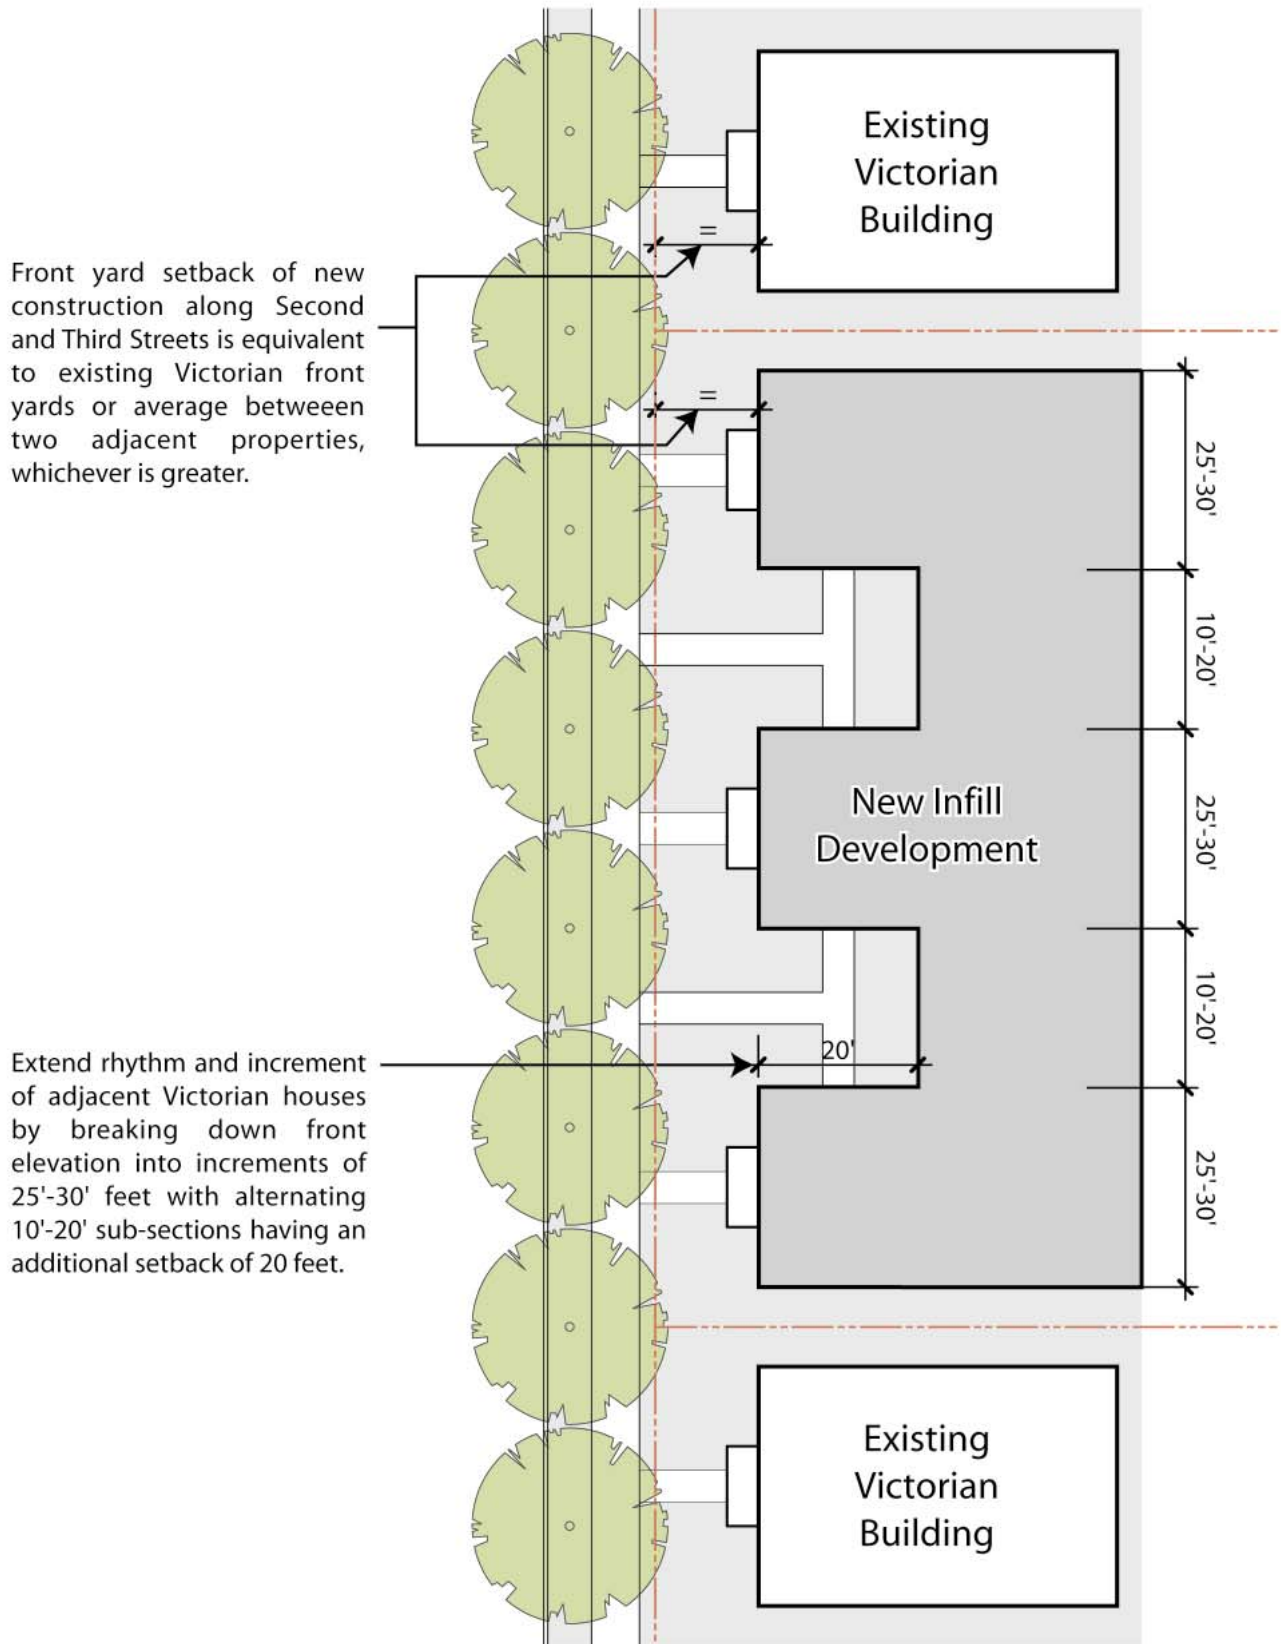 Existing
Victorian
Building
=
Front yard setback of new
construction along Second
and Third Streets is equivalent
to existing Victorian front
yards or average betweeen
two adjacent properties,
whichever is greater.
=
25'-30'
10'-20'
New Infill
Development
25'-30'
10'-20'
20'
Extend rhythm and increment
of adjacent Victorian houses
by breaking down front
elevation into increments of
25'-30' feet with alternating
10'-20' sub-sections having an
additional setback of 20 feet.
25'-30'
Existing
Victorian
Building